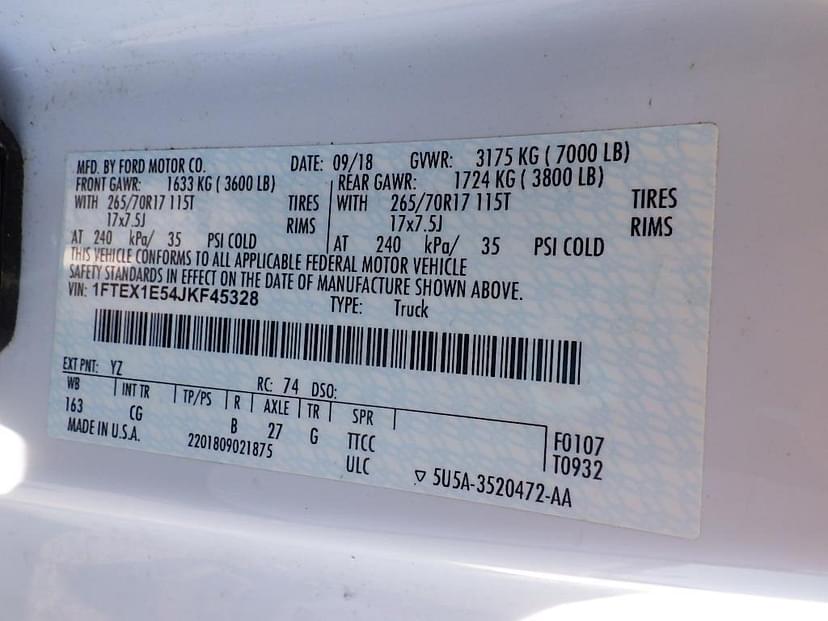 MFD. BY FORD MOTOR CO. DATE: 09/18 GVWR: 3175 KG ( 7000 LB)
FRONT GAWR: 1633 KG ( 3600 LB) REAR GAWR: 1724 KG ( 3800 LB)
WITH 265/70R17 115T TIRES WITH 265/70R17 115T TIRES
17x7.5J RIMS 17x7.5J RIMS
AT 240 kPa/ 35 PSI COLD AT 240 kPa/ 35 PSI COLD
THIS VEHICLE CONFORMS TO ALL APPLICABLE FEDERAL MOTOR VEHICLE
SAFETY STANDARDS IN EFFECT ON THE DATE OF MANUFACTURE SHOWN ABOVE.
VIN: 1FTEX1E54JKF45328 TYPE: Truck
EXT PNT: YZ RC: 74 DSO:
WB INT TR TP/PS R AXLE TR SPR
163 CG B 27 G TTCC F0107
MADE IN U.S.A. 2201809021875 ULC T0932
5U5A-3520472-AA